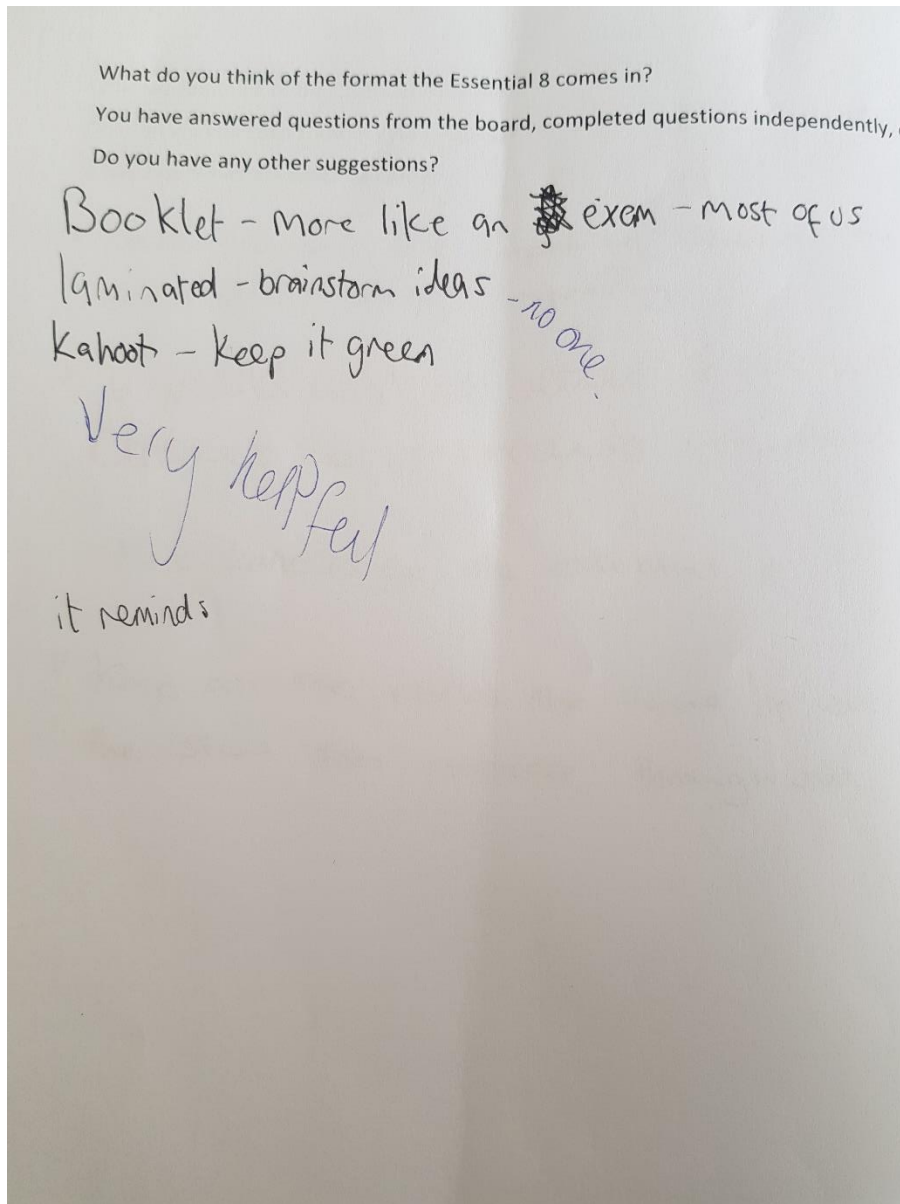 What do you think of the format the Essential 8 comes in?
You have answered questions from the board, completed questions independently,
Do you have any other suggestions?
Booklet - more like an exem - most of us
laminated - brainstorm ideas - no one.
Kahoot - keep it green
Very helpful
it reminds